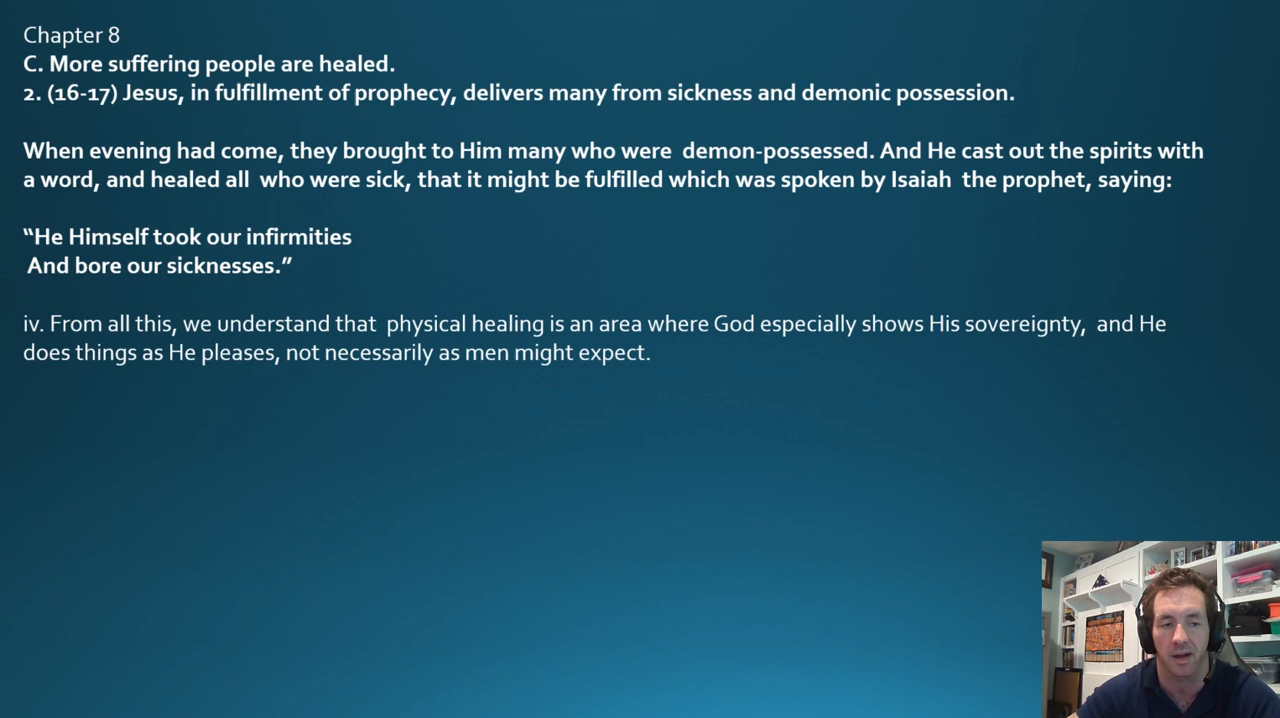 Chapter 8
C. More suffering people are healed.
2. (16-17) Jesus, in fulfillment of prophecy, delivers many from sickness and demonic possession.
When evening had come, they brought to Him many who were demon-possessed. And He cast out the spirits with
a word, and healed all who were sick, that it might be fulfilled which was spoken by Isaiah the prophet, saying:
“He Himself took our infirmities
And bore our sicknesses.”
iv. From all this, we understand that physical healing is an area where God especially shows His sovereignty, and He
does things as He pleases, not necessarily as men might expect.